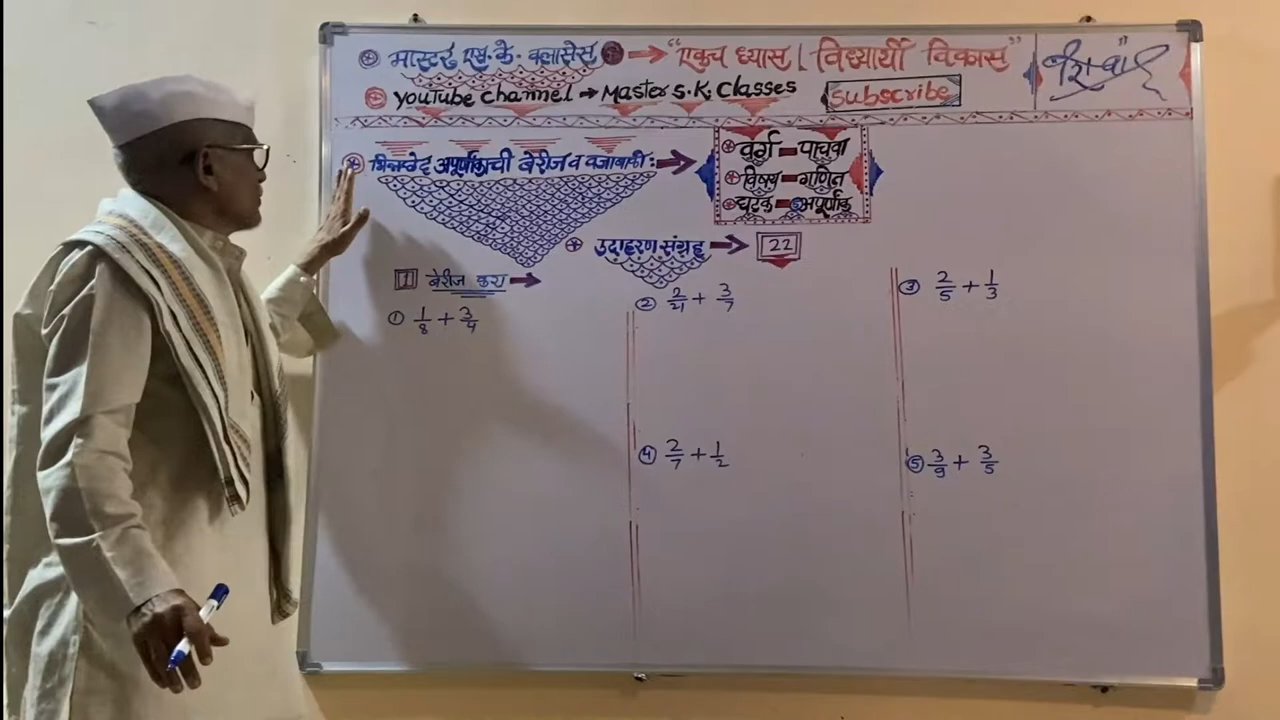 मास्टर एस.के. क्लासेस → "एकच ध्यास । विध्यार्थी विकास"
YouTube channel → Master S.K. Classes Subscribe
भिन्नछेद अपूर्णांकाची बेरीज व वजाबाकी : →
वर्ग - पाचवा
विषय - गणित
घटक - अपूर्णांक
उदाहरण संग्रह → 22
1 बेरीज करा →
① 1/8 + 3/4
② 2/21 + 3/7
③ 2/5 + 1/3
④ 2/7 + 1/2
⑤ 3/9 + 3/5